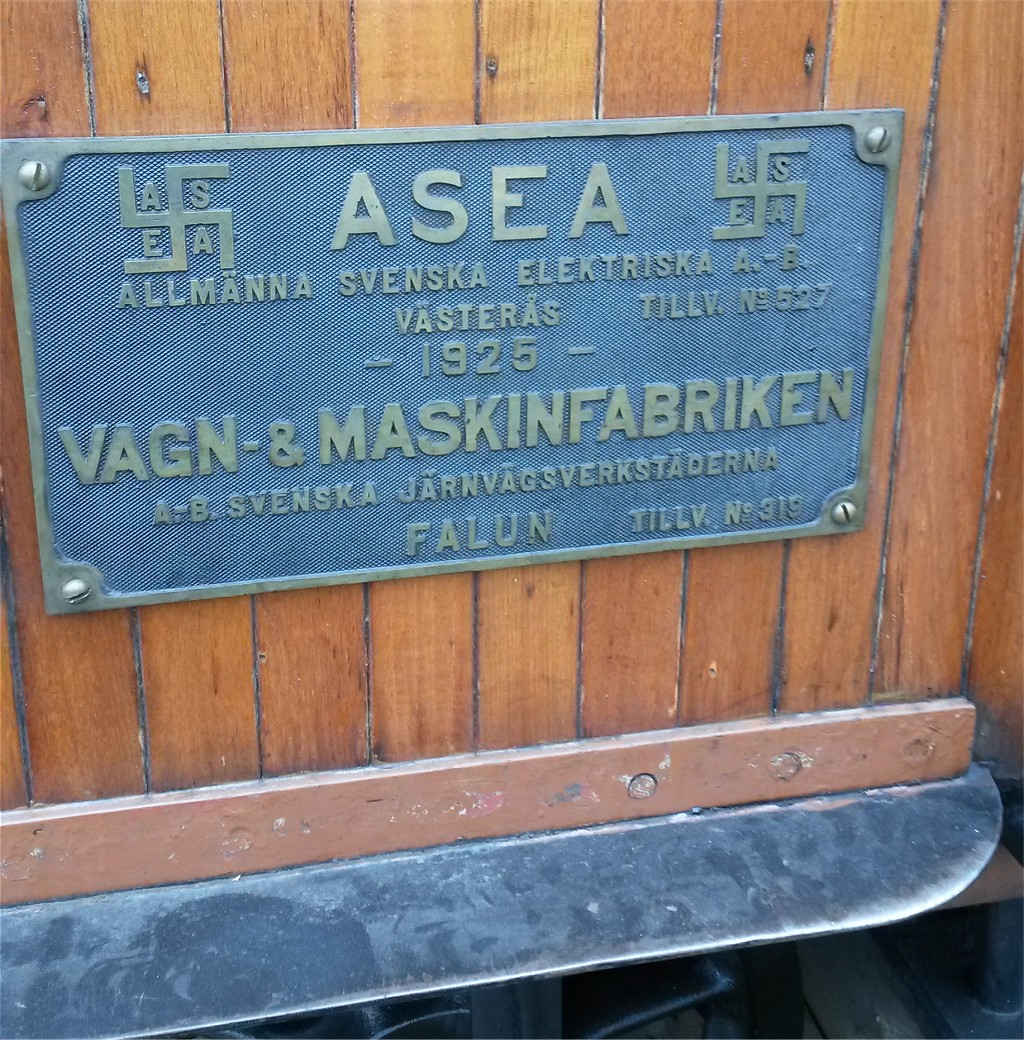 A S
E A
ASEA
A S
E A
ALLMÄNNA SVENSKA ELEKTRISKA A.-B.
VÄSTERÅS TILLV. Nº 527
– 1925 –
VAGN- & MASKINFABRIKEN
A.-B. SVENSKA JÄRNVÄGSVERKSTÄDERNA
FALUN TILLV. Nº 319